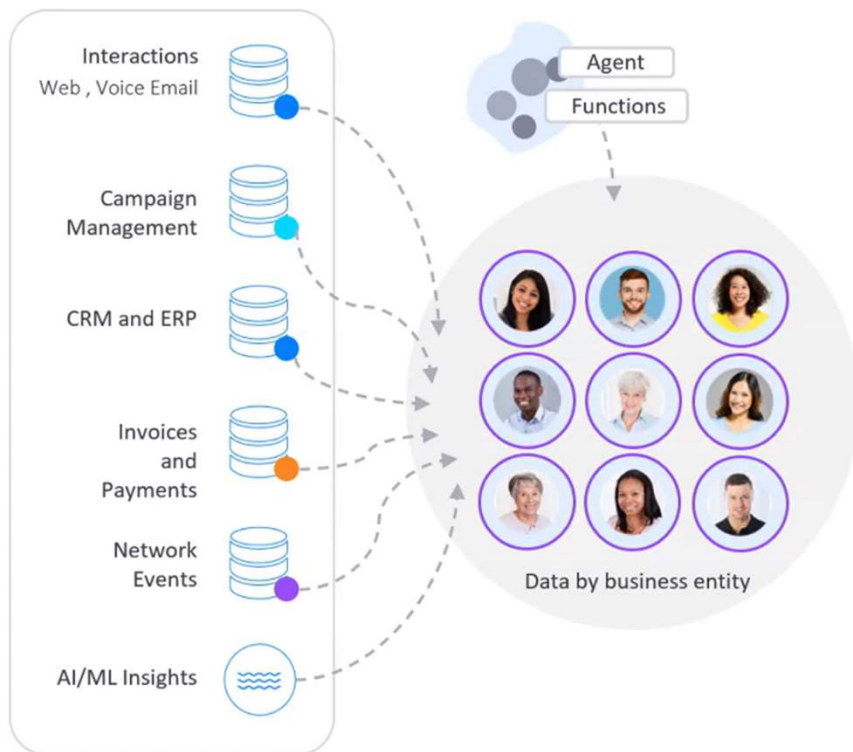 Interactions
Web , Voice Email
Campaign
Management
CRM and ERP
Invoices
and
Payments
Network
Events
AI/ML Insights
Agent
Functions
Data by business entity